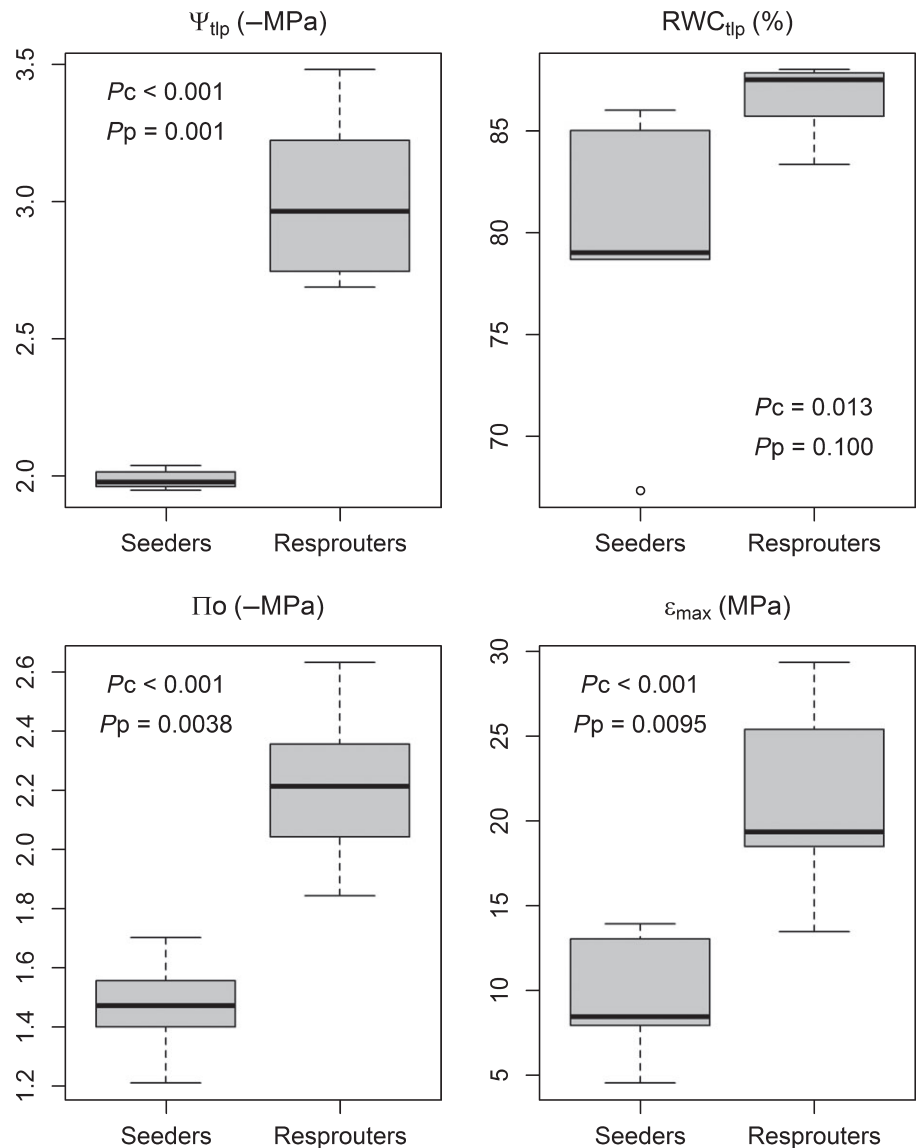 Ψtlp (–MPa)
3.5
3.0
2.5
2.0
Pc < 0.001
Pp = 0.001
Seeders Resprouters
RWCtlp (%)
85
80
75
70
Pc = 0.013
Pp = 0.100
Seeders Resprouters
Πo (–MPa)
2.6
2.4
2.2
2.0
1.8
1.6
1.4
1.2
Pc < 0.001
Pp = 0.0038
Seeders Resprouters
εmax (MPa)
30
25
20
15
10
5
Pc < 0.001
Pp = 0.0095
Seeders Resprouters